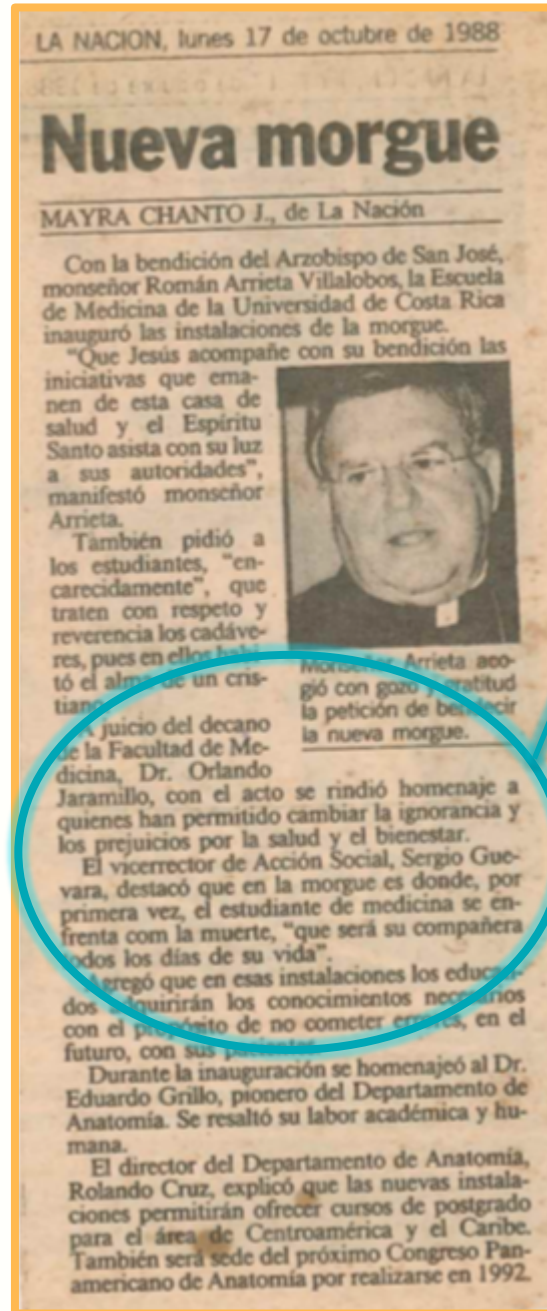 LA NACION, lunes 17 de octubre de 1988
Nueva morgue
MAYRA CHANTO J., de La Nación
Con la bendición del Arzobispo de San José,
monseñor Román Arrieta Villalobos, la Escuela
de Medicina de la Universidad de Costa Rica
inauguró las instalaciones de la morgue.
"Que Jesús acompañe con su bendición las
iniciativas que ema-
nen de esta casa de
salud y el Espíritu
Santo asista con su luz
a sus autoridades",
manifestó monseñor
Arrieta.
También pidió a
los estudiantes, "en-
carecidamente", que
traten con respeto y
reverencia los cadáve-
res, pues en ellos habi-
tó el alma de un cris-
tiano.
A juicio del decano
de la Facultad de Me-
dicina, Dr. Orlando
Jaramillo, con el acto se rindió homenaje a
quienes han permitido cambiar la ignorancia y
los prejuicios por la salud y el bienestar.
El vicerrector de Acción Social, Sergio Gue-
vara, destacó que en la morgue es donde, por
primera vez, el estudiante de medicina se en-
frenta com la muerte, "que será su compañera
todos los días de su vida".
Agregó que en esas instalaciones los educan-
dos adquirirán los conocimientos necesarios
con el propósito de no cometer errores, en el
futuro, con sus pacientes.
Durante la inauguración se homenajeó al Dr.
Eduardo Grillo, pionero del Departamento de
Anatomía. Se resaltó su labor académica y hu-
mana.
El director del Departamento de Anatomía,
Rolando Cruz, explicó que las nuevas instala-
ciones permitirán ofrecer cursos de postgrado
para el área de Centroamérica y el Caribe.
También será sede del próximo Congreso Pan-
americano de Anatomía por realizarse en 1992.
Monseñor Arrieta aco-
gió con gozo y gratitud
la petición de bendecir
la nueva morgue.